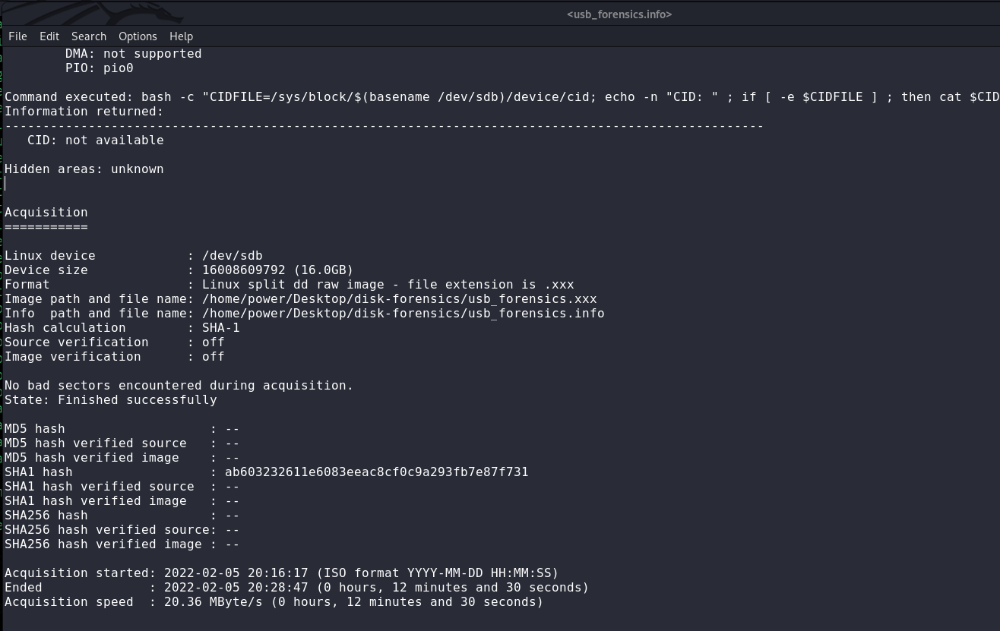 <usb_forensics.info>
File Edit Search Options Help
        DMA: not supported
        PIO: pio0
Command executed: bash -c "CIDFILE=/sys/block/$(basename /dev/sdb)/device/cid; echo -n "CID: " ; if [ -e $CIDFILE ] ; then cat $CID
Information returned:
----------------------------------------------------------------------------------------------------
   CID: not available
Hidden areas: unknown
Acquisition
===========
Linux device            : /dev/sdb
Device size             : 16008609792 (16.0GB)
Format                  : Linux split dd raw image - file extension is .xxx
Image path and file name: /home/power/Desktop/disk-forensics/usb_forensics.xxx
Info  path and file name: /home/power/Desktop/disk-forensics/usb_forensics.info
Hash calculation        : SHA-1
Source verification     : off
Image verification      : off
No bad sectors encountered during acquisition.
State: Finished successfully
MD5 hash                   : --
MD5 hash verified source   : --
MD5 hash verified image    : --
SHA1 hash                  : ab603232611e6083eeac8cf0c9a293fb7e87f731
SHA1 hash verified source  : --
SHA1 hash verified image   : --
SHA256 hash                : --
SHA256 hash verified source: --
SHA256 hash verified image : --
Acquisition started: 2022-02-05 20:16:17 (ISO format YYYY-MM-DD HH:MM:SS)
Ended              : 2022-02-05 20:28:47 (0 hours, 12 minutes and 30 seconds)
Acquisition speed  : 20.36 MByte/s (0 hours, 12 minutes and 30 seconds)